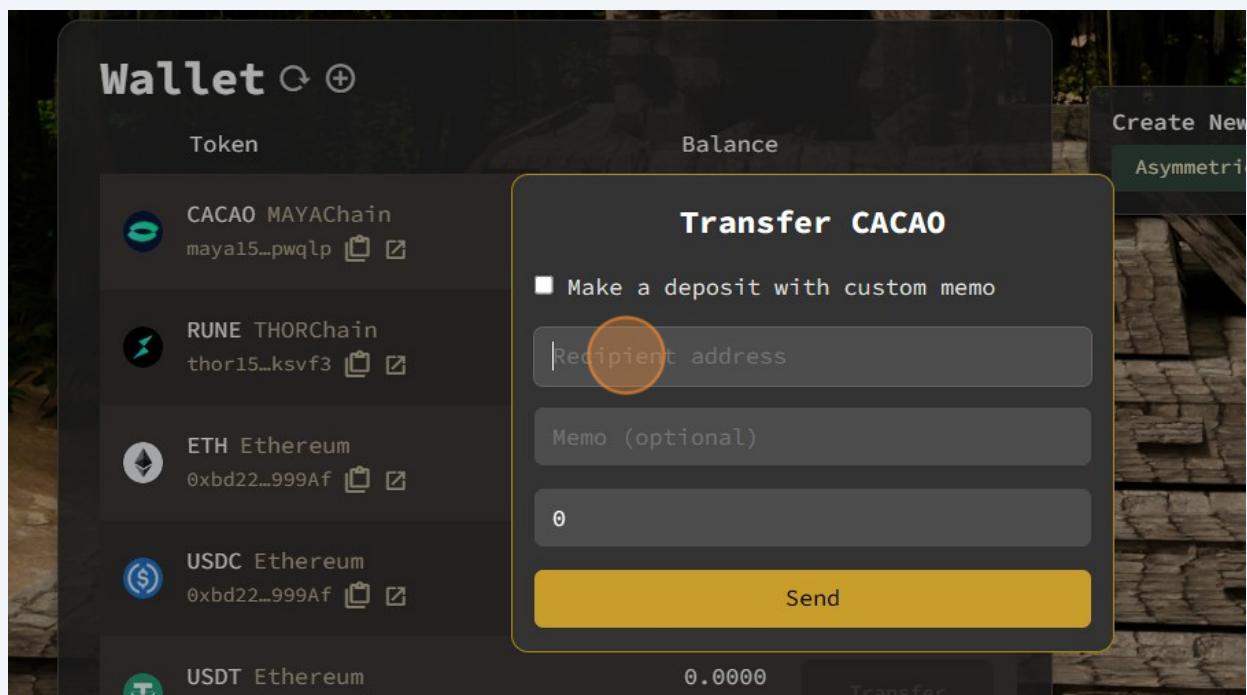 Wallet
Token
Balance
Create New
Asymmetri
CACAO MAYAChain
maya15…pwqlp
RUNE THORChain
thor15…ksvf3
ETH Ethereum
0xbd22…999Af
USDC Ethereum
0xbd22…999Af
USDT Ethereum
0.0000
Transfer
Transfer CACAO
Make a deposit with custom memo
Recipient address
Memo (optional)
0
Send